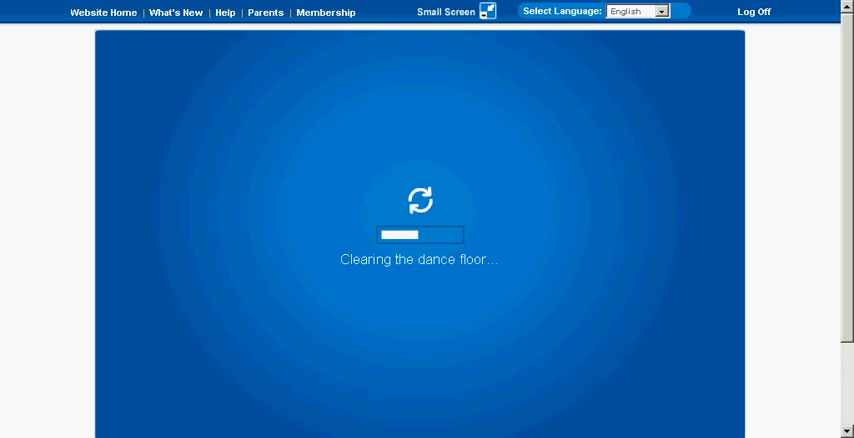 Website Home | What's New | Help | Parents | Membership Small Screen Select Language: English Log Off
Clearing the dance floor...